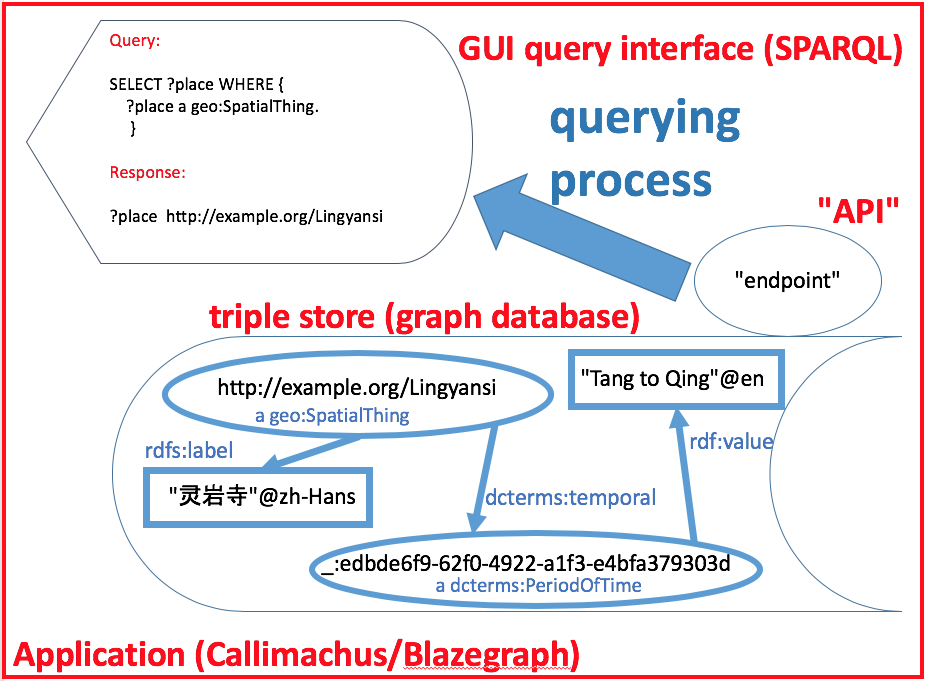 Query:
GUI query interface (SPARQL)
SELECT ?place WHERE {
?place a geo:SpatialThing.
}
querying
process
Response:
?place http://example.org/Lingyansi
"API"
"endpoint"
triple store (graph database)
http://example.org/Lingyansi
a geo:SpatialThing
"Tang to Qing"@en
rdfs:label
rdf:value
"灵岩寺"@zh-Hans
dcterms:temporal
_:edbde6f9-62f0-4922-a1f3-e4bfa379303d
a dcterms:PeriodOfTime
Application (Callimachus/Blazegraph)